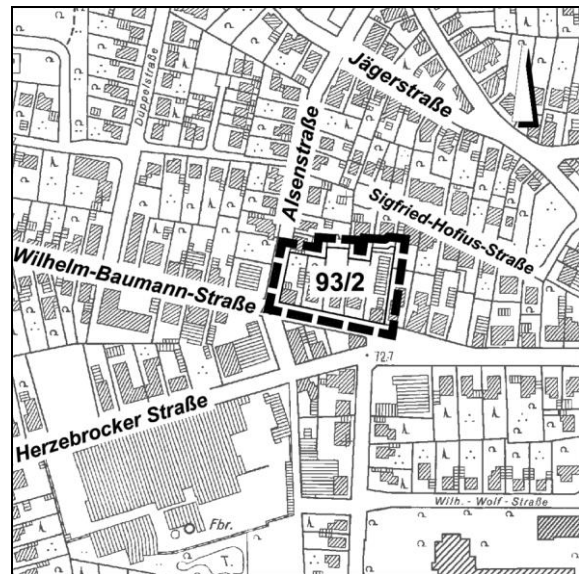 Düppelstraße
Jägerstraße
Alsenstraße
Sigfried-Hofius-Straße
93/2
Wilhelm-Baumann-Straße
72.7
Herzebrocker Straße
Wilh. - Wolf - Straße
Fbr.
T.